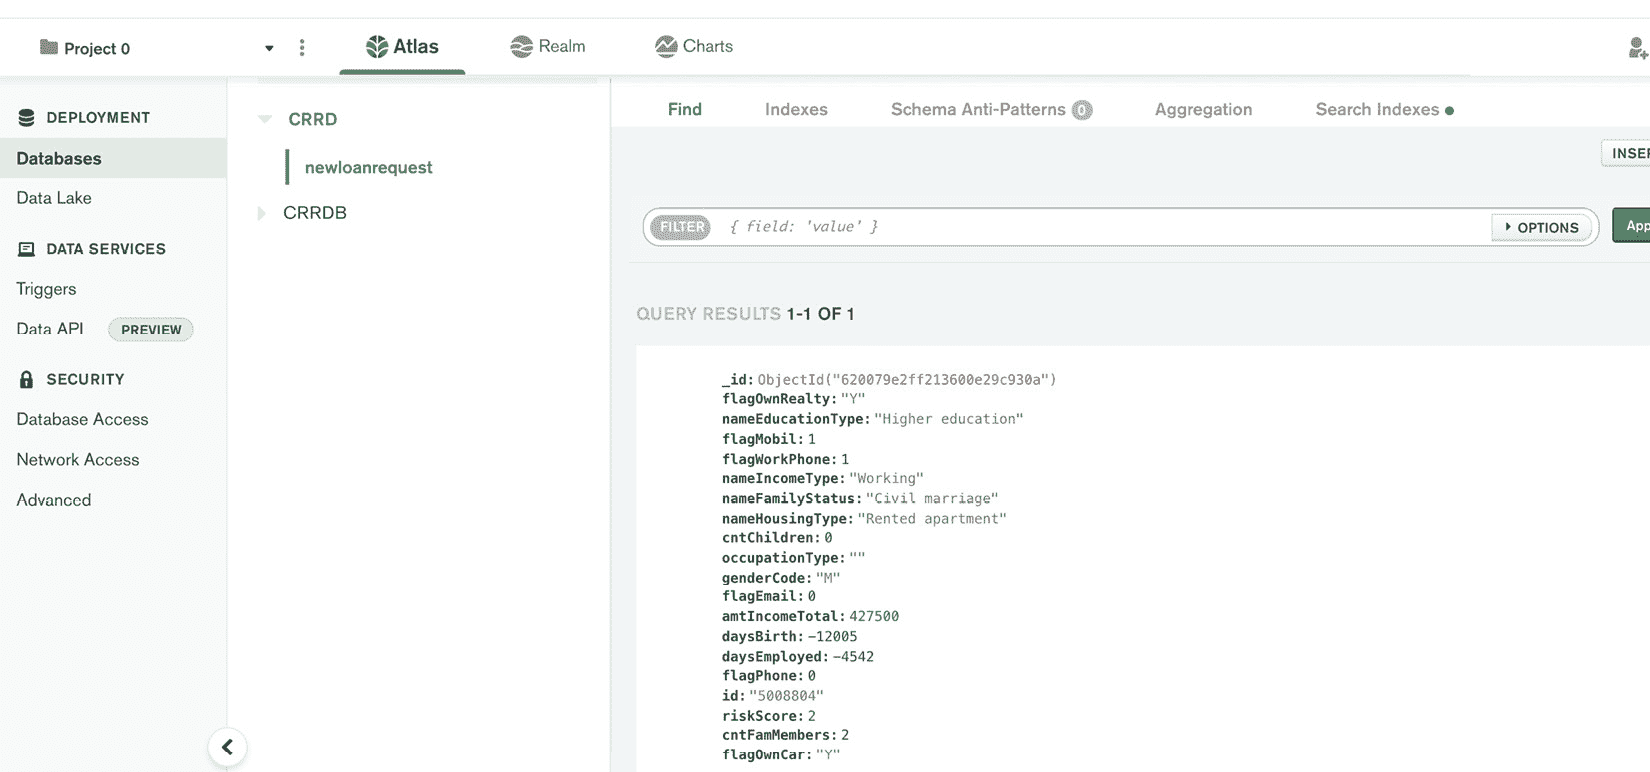 Project 0
Atlas
Realm
Charts
DEPLOYMENT
Databases
Data Lake
DATA SERVICES
Triggers
Data API PREVIEW
SECURITY
Database Access
Network Access
Advanced
CRRD
newloanrequest
CRRDB
Find Indexes Schema Anti-Patterns 0 Aggregation Search Indexes
INSER
FILTER { field: 'value' } OPTIONS App
QUERY RESULTS 1-1 OF 1
_id: ObjectId("620079e2ff213600e29c930a")
flagOwnRealty: "Y"
nameEducationType: "Higher education"
flagMobil: 1
flagWorkPhone: 1
nameIncomeType: "Working"
nameFamilyStatus: "Civil marriage"
nameHousingType: "Rented apartment"
cntChildren: 0
occupationType: ""
genderCode: "M"
flagEmail: 0
amtIncomeTotal: 427500
daysBirth: -12005
daysEmployed: -4542
flagPhone: 0
id: "5008804"
riskScore: 2
cntFamMembers: 2
flagOwnCar: "Y"